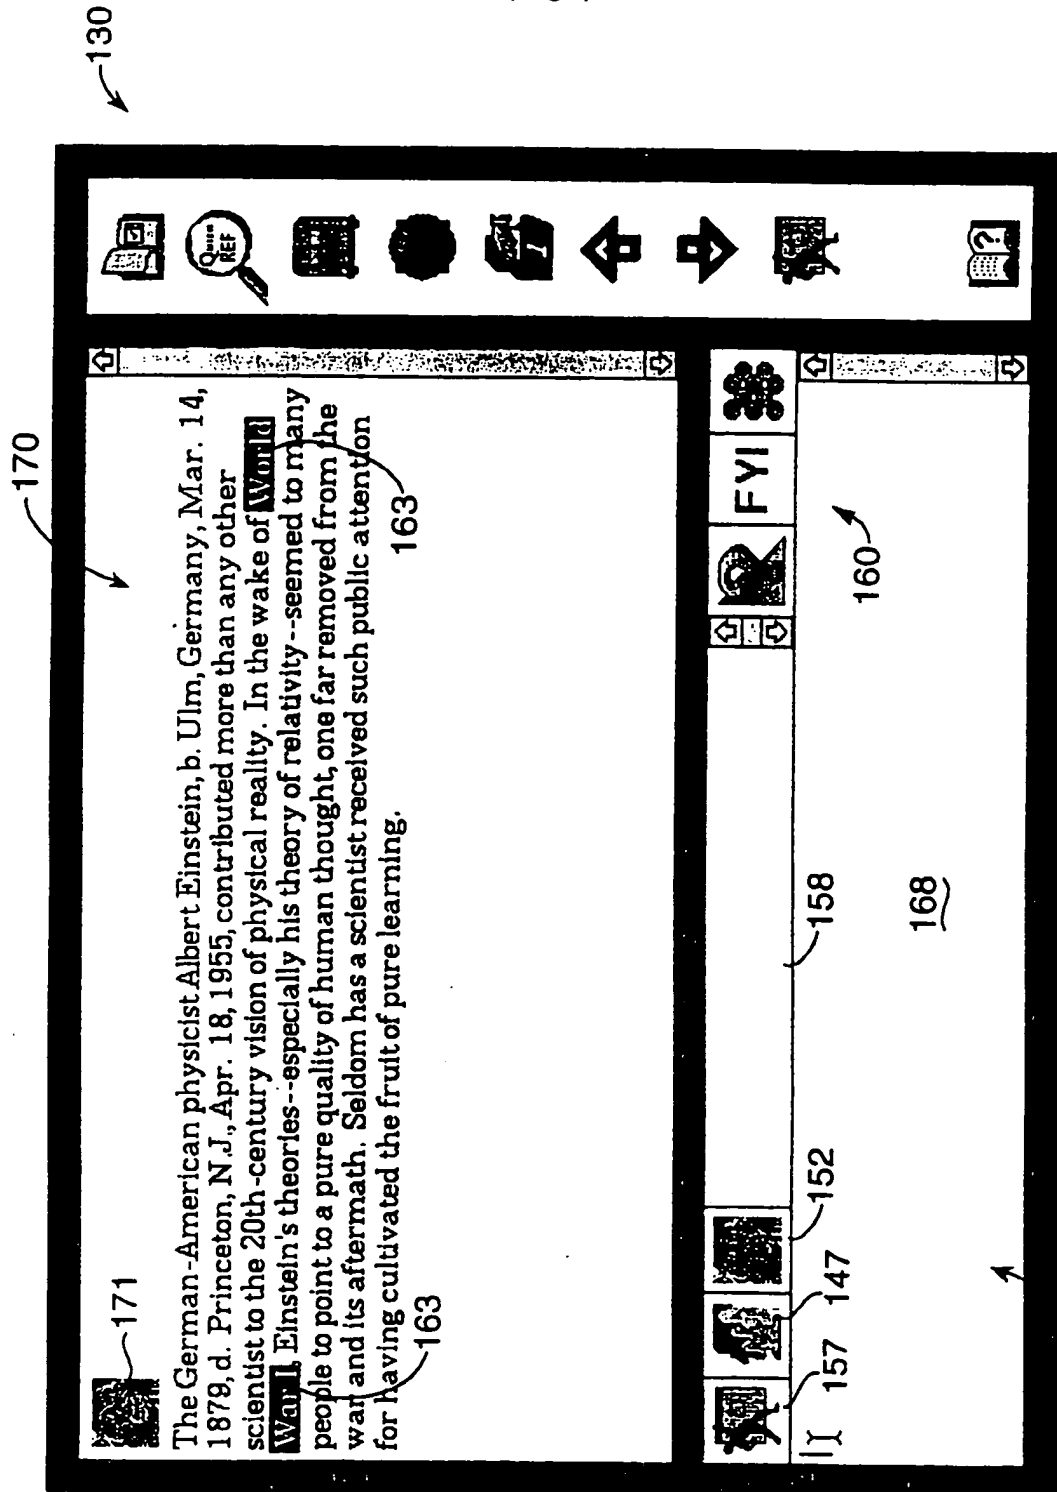 130
170
171
QUICK
REF
The German-American physicist Albert Einstein, b. Ulm, Germany, Mar. 14,
1879, d. Princeton, N.J., Apr. 18, 1955, contributed more than any other
scientist to the 20th-century vision of physical reality. In the wake of World
War I, Einstein's theories--especially his theory of relativity--seemed to many
people to point to a pure quality of human thought, one far removed from the
war and its aftermath. Seldom has a scientist received such public attention
for having cultivated the fruit of pure learning.
163
163
FYI
?
157
147
152
158
160
168